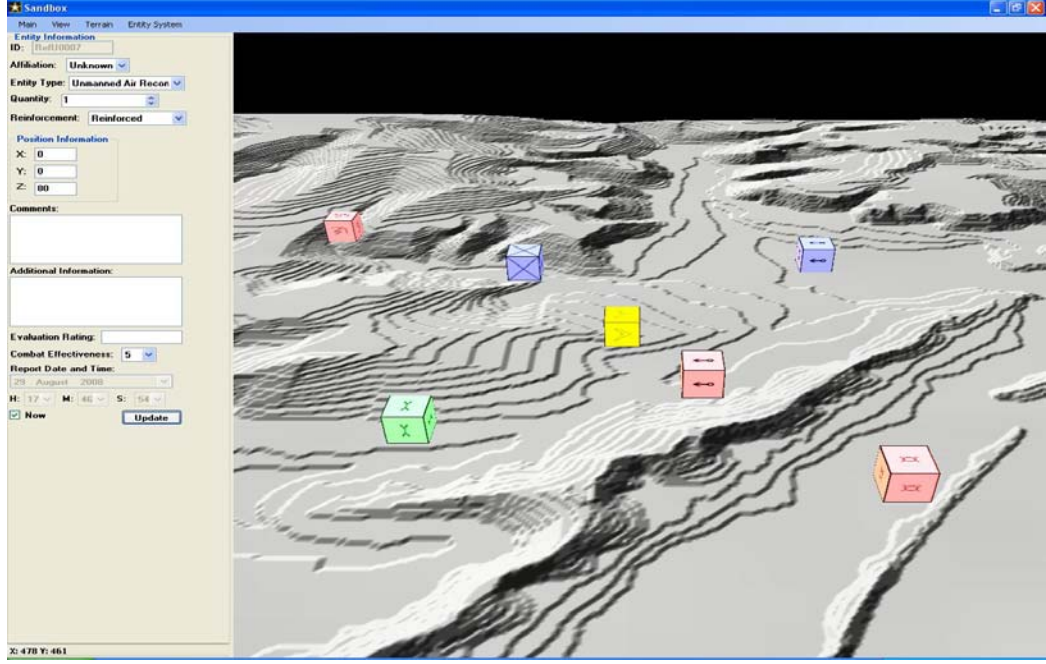 Sandbox
Main View Terrain Entity System
Entity Information
ID: RefU0007
Affiliation: Unknown
Entity Type: Unmanned Air Recon
Quantity: 1
Reinforcement: Reinforced
Position Information
X: 0
Y: 0
Z: 00
Comments:
Additional Information:
Evaluation Rating:
Combat Effectiveness: 5
Report Date and Time:
29 August 2008
H: 17 M: 46 S: 54
Now Update
X: 478 Y: 461